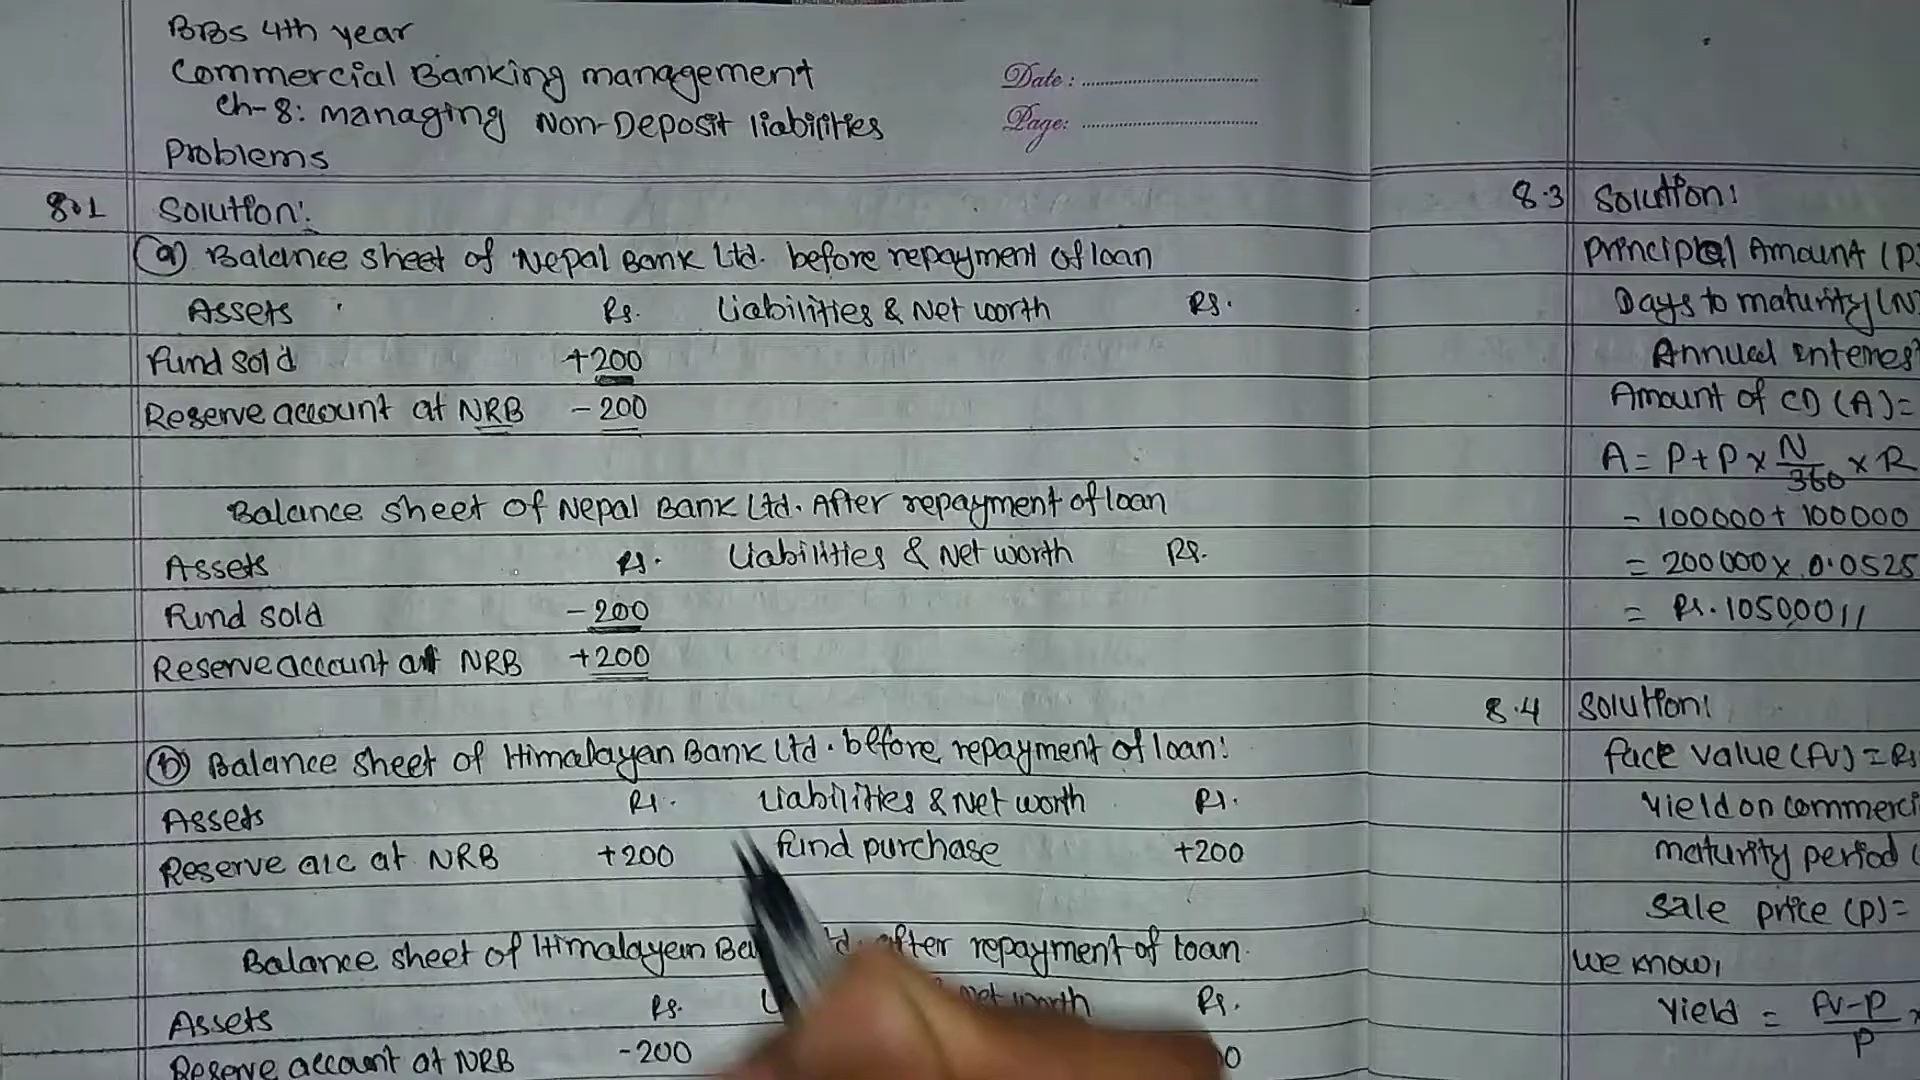 BBS 4th year
Commercial Banking management
Ch-8: managing Non-Deposit liabilities
Problems
Date:
Page:
8.1 Solution:
(a) Balance sheet of Nepal Bank Ltd. before repayment of loan
Assets Rs. Liabilities & Net worth Rs.
Fund sold +200
Reserve account at NRB -200
Balance sheet of Nepal Bank Ltd. After repayment of loan
Assets Rs. Liabilities & Net worth Rs.
Fund sold -200
Reserve account at NRB +200
(b) Balance sheet of Himalayan Bank Ltd. before repayment of loan:
Assets Rs. Liabilities & Net worth Rs.
Reserve a/c at NRB +200 fund purchase +200
Balance sheet of Himalayan after repayment of loan.
Assets Rs. Net worth Rs.
Reserve account at NRB -200
8.3 Solution:
Principal Amount (P
Days to maturity (N)
Annual interest
Amount of CD (A) =
A = P + P × N/360 × R
= 100000 + 100000
= 200000 × 0.0525
= Rs. 1050000//
8.4 Solution:
face value (FV) = Rs
Yield on commerci
maturity period (
Sale price (P) =
We know,
Yield = FV-P/P ×